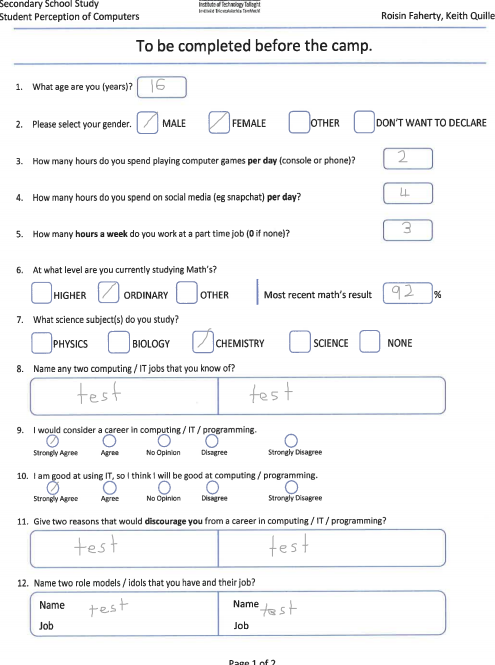 Secondary School Study
Student Perception of Computers
Institute of Technology Tallaght
Roisin Faherty, Keith Quille
To be completed before the camp.
1. What age are you (years)? 16
2. Please select your gender. MALE FEMALE OTHER DON'T WANT TO DECLARE
3. How many hours do you spend playing computer games per day (console or phone)? 2
4. How many hours do you spend on social media (eg snapchat) per day? 4
5. How many hours a week do you work at a part time job (0 if none)? 3
6. At what level are you currently studying Math's?
HIGHER ORDINARY OTHER Most recent math's result 92 %
7. What science subject(s) do you study?
PHYSICS BIOLOGY CHEMISTRY SCIENCE NONE
8. Name any two computing / IT jobs that you know of?
test test
9. I would consider a career in computing / IT / programming.
Strongly Agree Agree No Opinion Disagree Strongly Disagree
10. I am good at using IT, so I think I will be good at computing / programming.
Strongly Agree Agree No Opinion Disagree Strongly Disagree
11. Give two reasons that would discourage you from a career in computing / IT / programming?
test test
12. Name two role models / idols that you have and their job?
Name test Name test
Job Job
Page 1 of 2